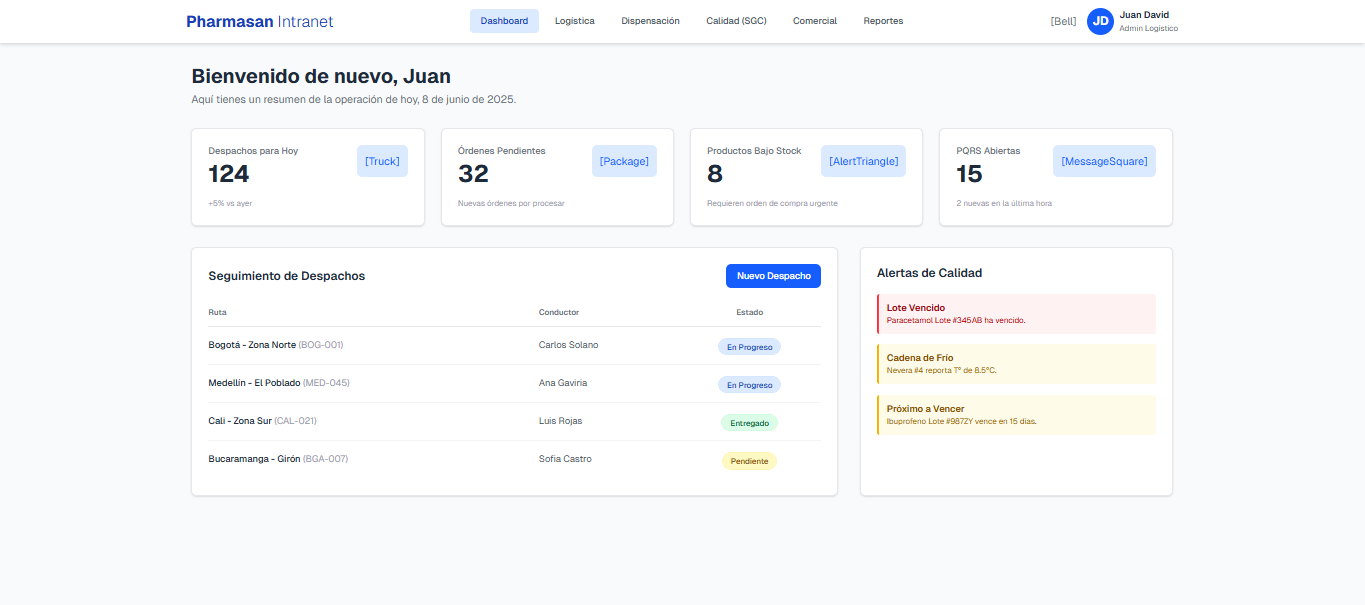 Pharmasan Intranet
Dashboard Logística Dispensación Calidad (SGC) Comercial Reportes
[Bell] JD Juan David
Admin Logístico
Bienvenido de nuevo, Juan
Aquí tienes un resumen de la operación de hoy, 8 de junio de 2025.
Despachos para Hoy
124
[Truck]
+5% vs ayer
Órdenes Pendientes
32
[Package]
Nuevas órdenes por procesar
Productos Bajo Stock
8
[AlertTriangle]
Requieren orden de compra urgente
PQRS Abiertas
15
[MessageSquare]
2 nuevas en la última hora
Seguimiento de Despachos Nuevo Despacho
Ruta Conductor Estado
Bogotá - Zona Norte (BOG-001) Carlos Solano En Progreso
Medellín - El Poblado (MED-045) Ana Gaviria En Progreso
Cali - Zona Sur (CAL-021) Luis Rojas Entregado
Bucaramanga - Girón (BGA-007) Sofia Castro Pendiente
Alertas de Calidad
Lote Vencido
Paracetamol Lote #345AB ha vencido.
Cadena de Frío
Nevera #4 reporta T° de 8.5°C.
Próximo a Vencer
Ibuprofeno Lote #987ZY vence en 15 días.